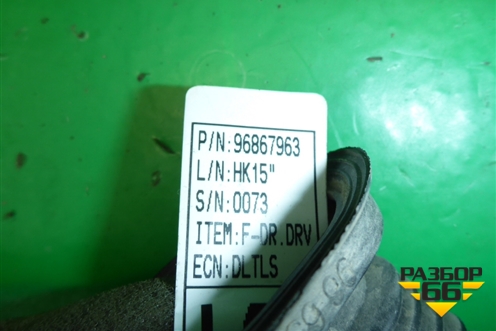 P/N:96867963
L/N:HK15"
S/N:0073
ITEM:F-DR.DRV
ECN:DLTLS
РАЗБОР
66